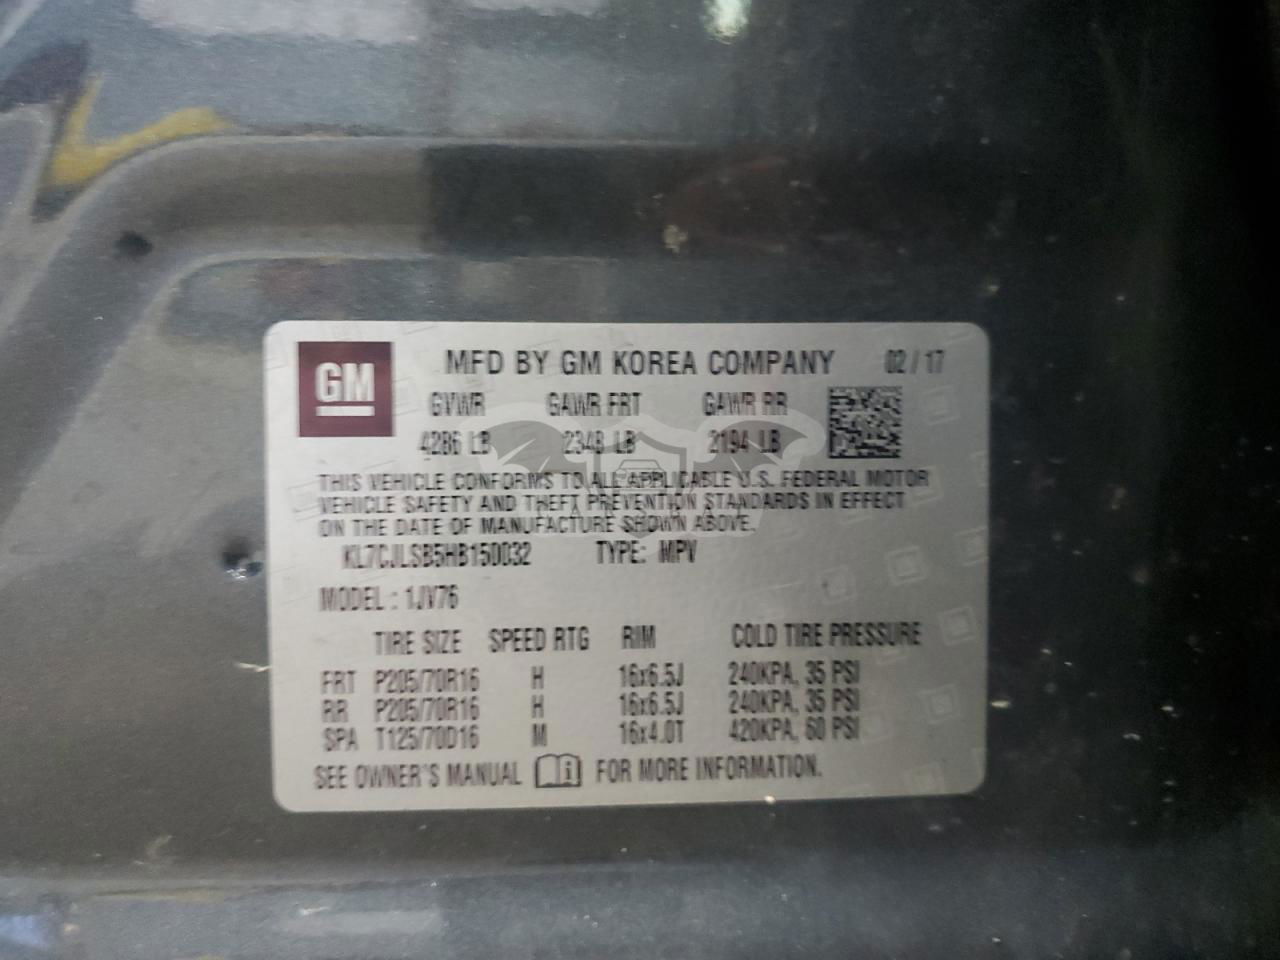 GM
MFD BY GM KOREA COMPANY 02 / 17
GVWR GAWR FRT GAWR RR
4286 LB 2348 LB 2194 LB
THIS VEHICLE CONFORMS TO ALL APPLICABLE U.S. FEDERAL MOTOR
VEHICLE SAFETY AND THEFT PREVENTION STANDARDS IN EFFECT
ON THE DATE OF MANUFACTURE SHOWN ABOVE.
KL7CJLSB5HB150032 TYPE: MPV
MODEL : 1JV76
TIRE SIZE SPEED RTG RIM COLD TIRE PRESSURE
FRT P205/70R16 H 16x6.5J 240KPA, 35 PSI
RR P205/70R16 H 16x6.5J 240KPA, 35 PSI
SPA T125/70D16 M 16x4.0T 420KPA, 60 PSI
SEE OWNER'S MANUAL FOR MORE INFORMATION.